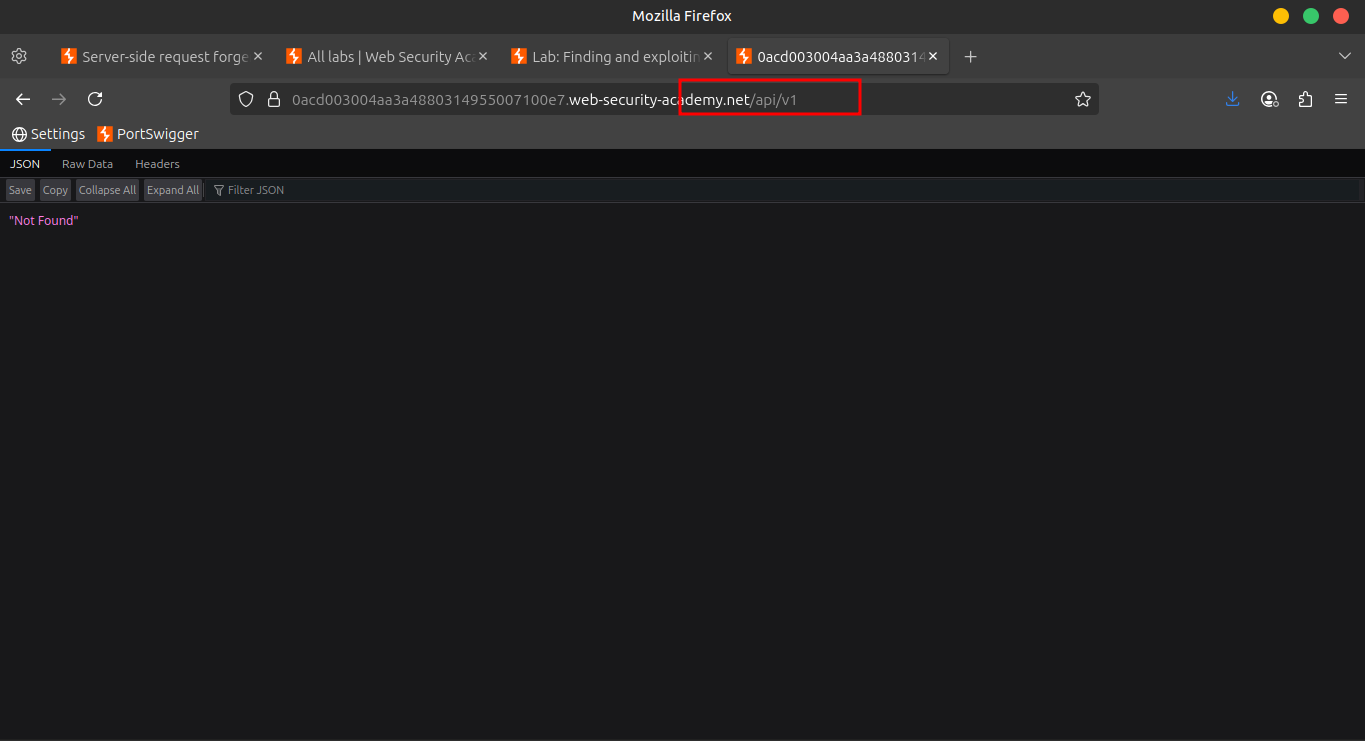 Mozilla Firefox
Server-side request forge
All labs | Web Security Ac
Lab: Finding and exploitin
0acd003004aa3a4880314
0acd003004aa3a4880314955007100e7.web-security-academy.net/api/v1
Settings PortSwigger
JSON Raw Data Headers
Save Copy Collapse All Expand All Filter JSON
"Not Found"